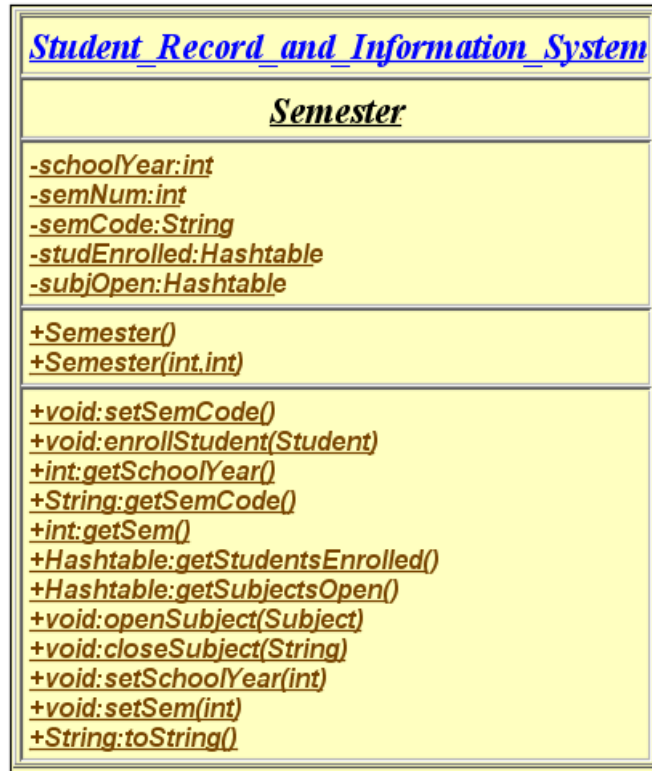 Student_Record_and_Information_System
Semester
-schoolYear:int
-semNum:int
-semCode:String
-studEnrolled:Hashtable
-subjOpen:Hashtable
+Semester()
+Semester(int,int)
+void:setSemCode()
+void:enrollStudent(Student)
+int:getSchoolYear()
+String:getSemCode()
+int:getSem()
+Hashtable:getStudentsEnrolled()
+Hashtable:getSubjectsOpen()
+void:openSubject(Subject)
+void:closeSubject(String)
+void:setSchoolYear(int)
+void:setSem(int)
+String:toString()